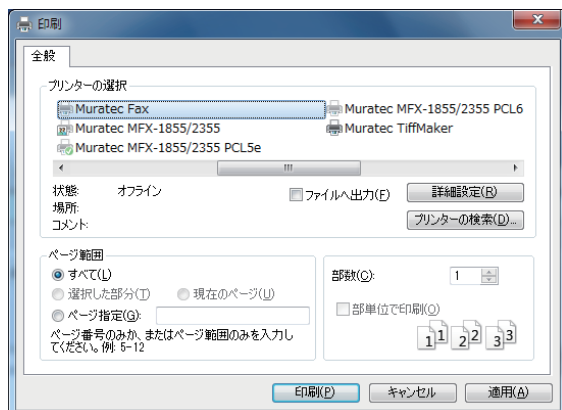 印刷
全般
プリンターの選択
Muratec Fax
Muratec MFX-1855/2355 PCL6
Muratec MFX-1855/2355
Muratec TiffMaker
Muratec MFX-1855/2355 PCL5e
状態: オフライン
ファイルへ出力(F)
詳細設定(R)
場所:
コメント:
プリンターの検索(D)...
ページ範囲
すべて(L)
部数(C): 1
選択した部分(T) 現在のページ(U)
ページ指定(G):
部単位で印刷(O)
ページ番号のみか、またはページ範囲のみを入力し
てください。例: 5-12
1 1 2 2 3 3
印刷(P) キャンセル 適用(A)